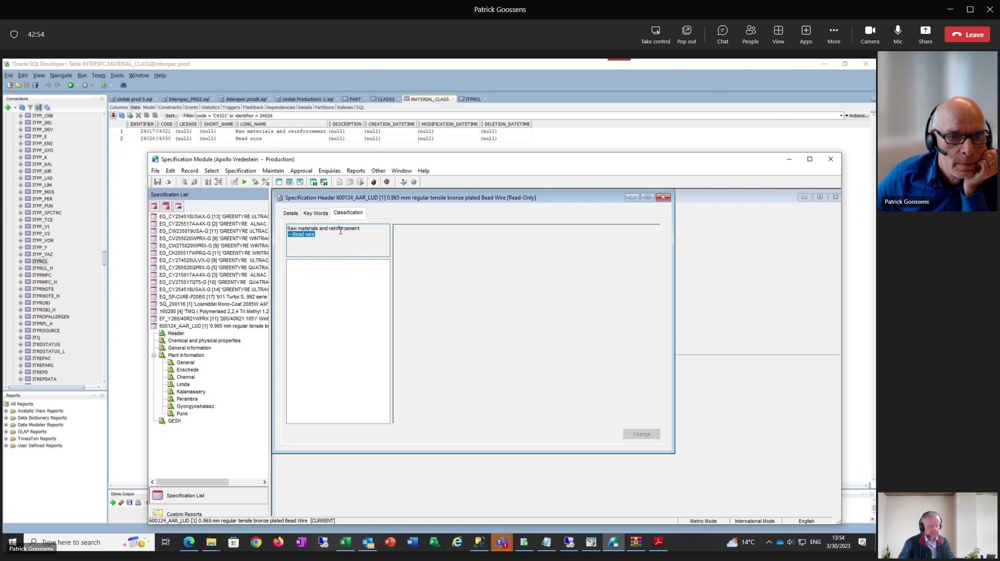 Patrick Goossens
42:54
Take control
Pop out
Chat
People
View
Apps
More
Camera
Mic
Share
Leave
Oracle SQL Developer : Table INTERSPC.MATERIAL_CLASS@Interspec prod
File Edit View Navigate Run Team Tools Window Help
Connections
Unilab prod 5.sql
Interspec_PRD2.sql
Interspec prod8.sql
Unilab Production1-1.sql
PART
CLASS3
MATERIAL_CLASS
ITPRCL
Columns Data Model Constraints Grants Statistics Triggers Flashback Dependencies Details Partitions Indexes SQL
Sort.. Filter: code = 'C4321' or identifier = 24026
Actions...
IDENTIFIER CODE LICENSE SHORT_NAME LONG_NAME DESCRIPTION CREATION_DATETIME MODIFICATION_DATETIME DELETION_DATETIME
1 24017 C4321 (null) (null) Raw materials and reinforcement (null) (null) (null) (null)
2 24026 C4330 (null) (null) Bead wire (null) (null) (null) (null)
ITPP_CNB
ITPP_DEL
ITPP_DEV
ITPP_E
ITPP_ENS
ITPP_GYO
ITPP_K
ITPP_KAL
ITPP_KIR
ITPP_LAD
ITPP_LIM
ITPP_MOS
ITPP_PER
ITPP_PUN
ITPP_SPCTRC
ITPP_TCE
ITPP_V1
ITPP_V2
ITPP_VOR
ITPP_Y
ITPP_YAZ
ITPRCL
ITPRCL_H
ITPRMFC
ITPRMFC_H
ITPRNOTE
ITPRNOTE_H
ITPROBJ
ITPROBJ_H
ITPROPALLERGEN
ITPRPL_H
ITPRSOURCE
ITQ
ITRDSTATUS
ITRDSTATUS_L
ITREPAC
ITREPARG
ITREPD
ITREPDATA
Reports
All Reports
Analytic View Reports
Data Dictionary Reports
Data Modeler Reports
OLAP Reports
TimesTen Reports
User Defined Reports
Dbms Output
Specification Module (Apollo Vredestein - Production)
File Edit Record Select Specification Maintain Approval Enquiries Reports Other Window Help
Specification List
EG_CY254518USAX-G [13] 'GREENTYRE ULTRAC
EG_CY225517AA4X-G [2] 'GREENTYRE ALNAC
EG_CW235019USA-G [11] 'GREENTYRE ULTRAC
EG_CV255020WPRX-G [9] 'GREENTYRE WINTRA
EG_CW275020WPRX-G [9] 'GREENTYRE WINTRA
EG_CH205517WPRQ-G [11] 'GREENTYRE WINTRA
EG_CY274520ULVX-G [9] 'GREENTYRE ULTRAC
EG_CY265020QPRX-G [5] 'GREENTYRE QUATRA
EG_CY215017AA4X-G [3] 'GREENTYRE ALNAC
EG_CV275517QT5-G [10] 'GREENTYRE QUATRA
EG_CY254518USAX-G [14] 'GREENTYRE ULTRAC
EQ_SP-CURE-P20BS [17] '911 Turbo S, 992 serie
SQ_200116 [1] 'Losmiddel Mono-Coat 2085W AM'
160280 [4] 'TMQ ( Polymerised 2,2,4 Tri Methyl 1,2
EF_Y265/40R21WPRX [11] '265/40R21 105Y Wint
600124_AAR_LUD [1] '0.965 mm regular tensile br
Header
Chemical and physical properties
General information
Plant information
General
Enschede
Chennai
Limda
Kalamassery
Perambra
Gyongyoshalasz
Pune
QESH
Specification List
Custom Reports
Specification Header 600124_AAR_LUD [1] 0.965 mm regular tensile bronze plated Bead Wire [Read-Only]
Details Key Words Classification
Raw materials and reinforcement
---Bead wire
Change
600124_AAR_LUD [1] 0.965 mm regular tensile bronze plated Bead Wire [CURRENT]
Metric Mode International Mode English
Patrick Goossens
Type here to search
Patrick Goossens
1
14°C
ENG
13:54
3/30/2023